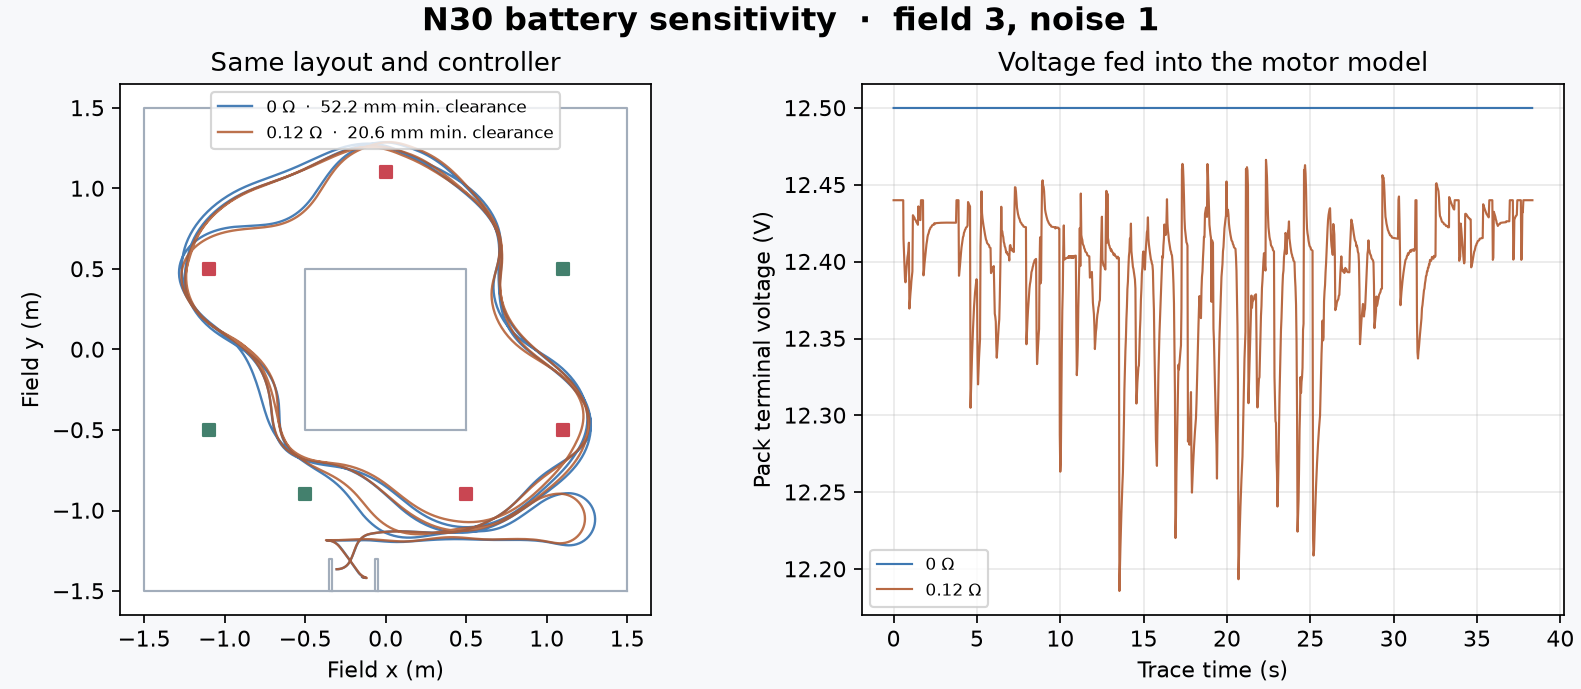 N30 battery sensitivity · field 3, noise 1
Same layout and controller
0 Ω · 52.2 mm min. clearance
0.12 Ω · 20.6 mm min. clearance
1.5
1.0
0.5
0.0
−0.5
−1.0
−1.5
Field y (m)
−1.5
−1.0
−0.5
0.0
0.5
1.0
1.5
Field x (m)
Voltage fed into the motor model
12.50
12.45
12.40
12.35
12.30
12.25
12.20
Pack terminal voltage (V)
0 Ω
0.12 Ω
0
5
10
15
20
25
30
35
40
Trace time (s)